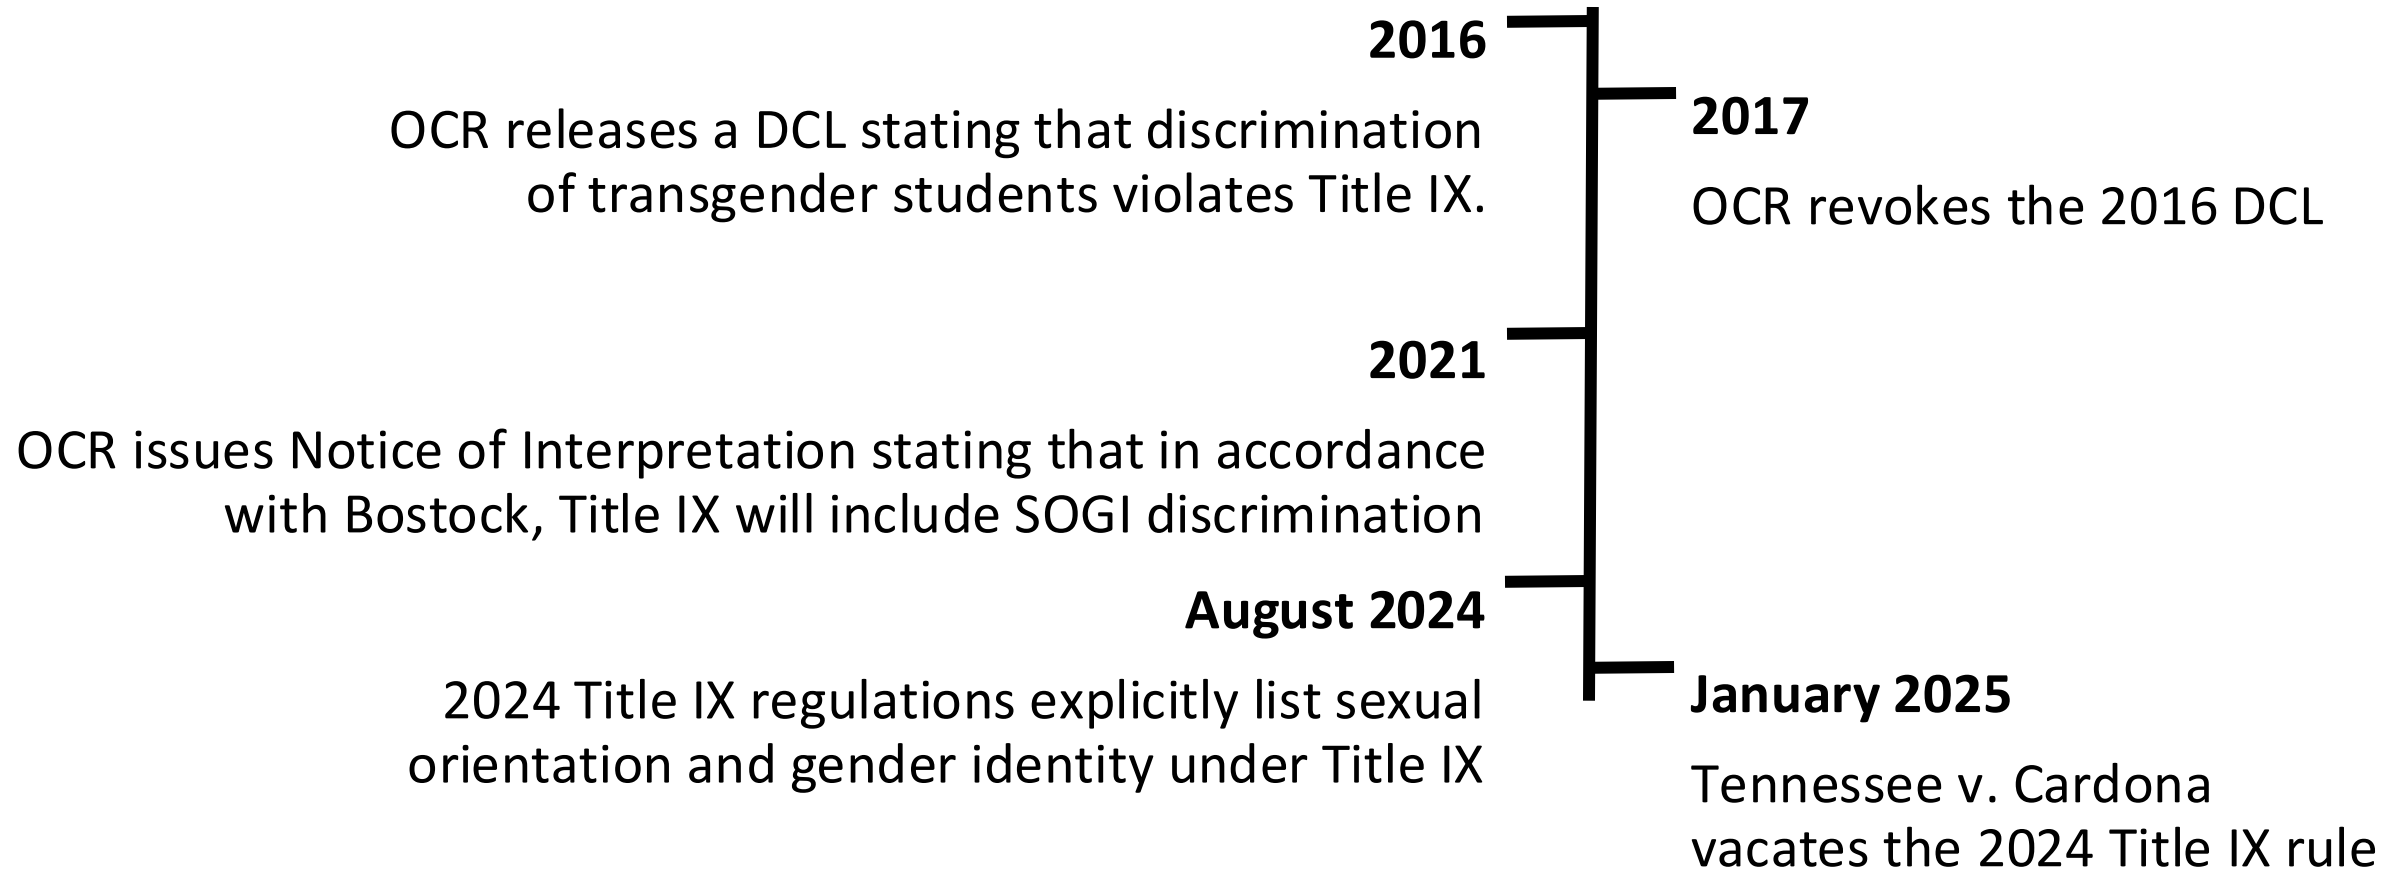 2016
OCR releases a DCL stating that discrimination
of transgender students violates Title IX.
2017
OCR revokes the 2016 DCL
2021
OCR issues Notice of Interpretation stating that in accordance
with Bostock, Title IX will include SOGI discrimination
August 2024
2024 Title IX regulations explicitly list sexual
orientation and gender identity under Title IX
January 2025
Tennessee v. Cardona
vacates the 2024 Title IX rule